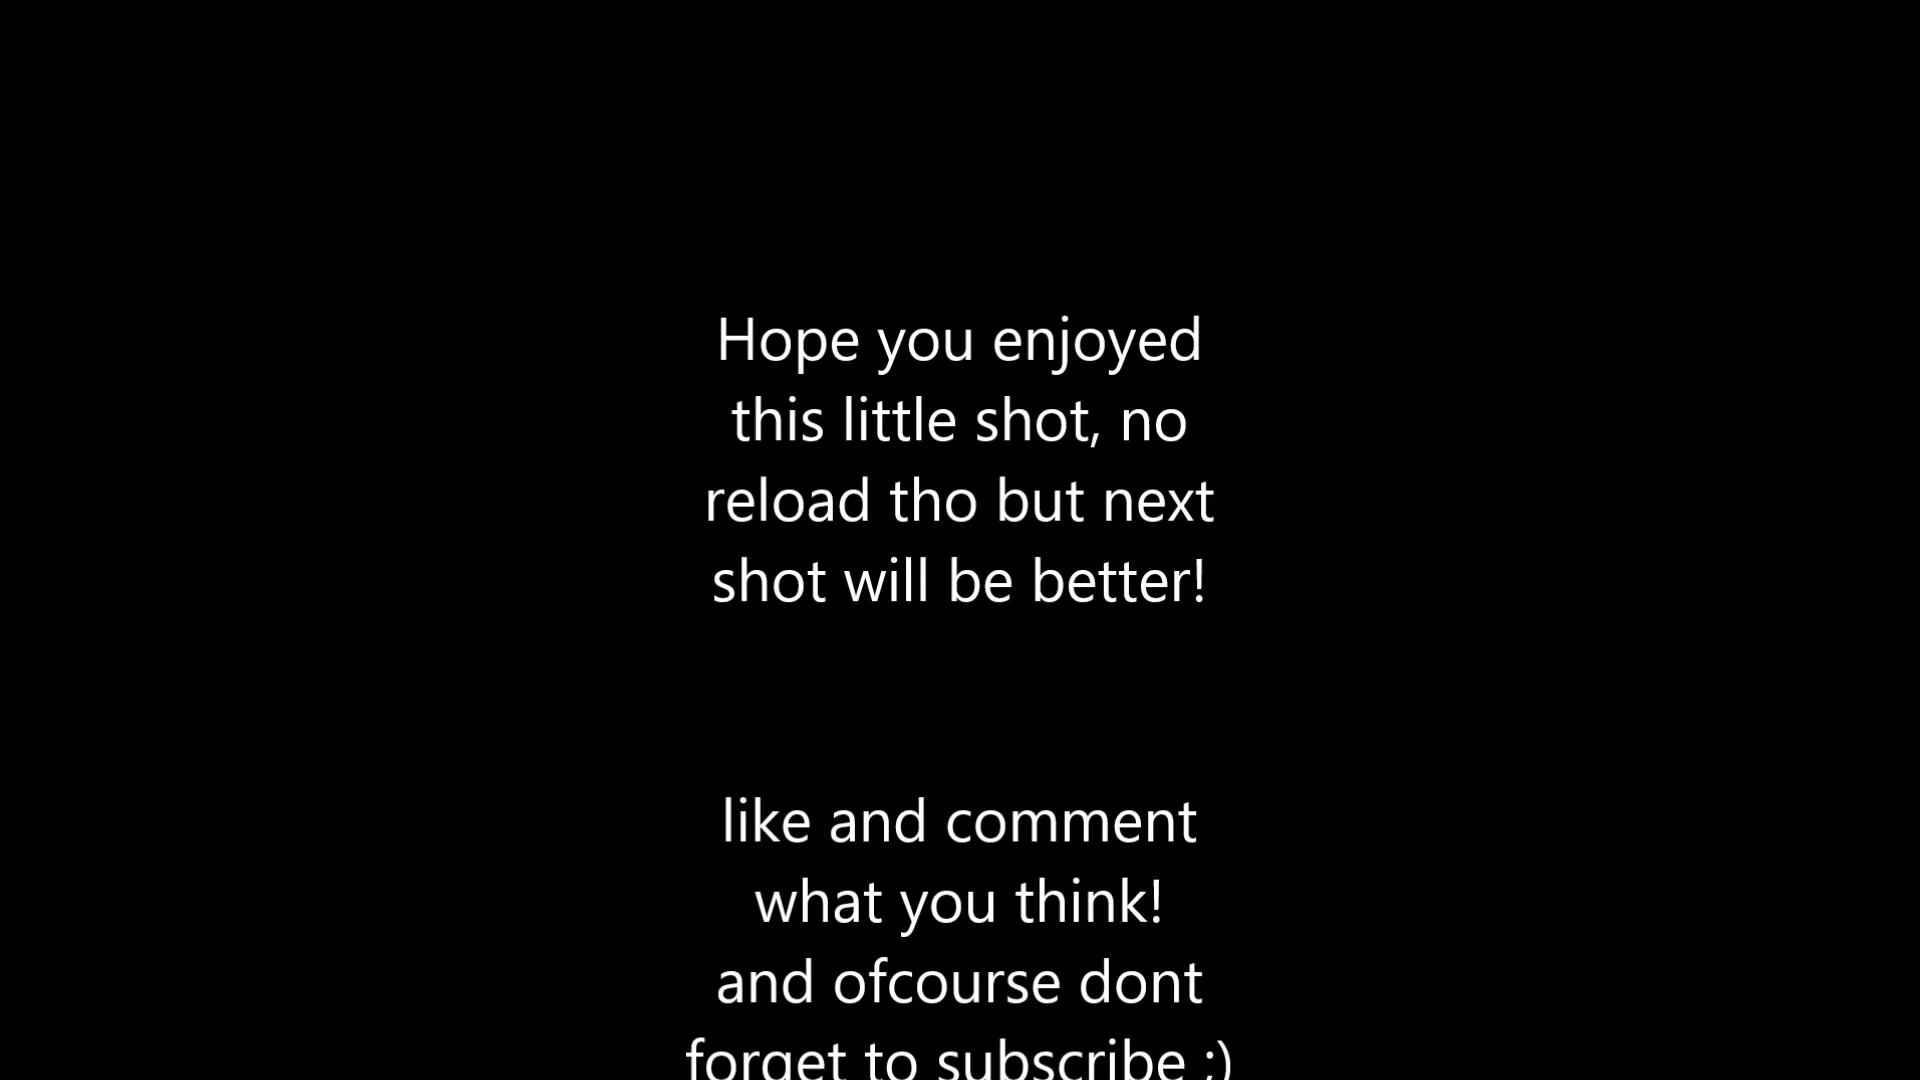 Hope you enjoyed
this little shot, no
reload tho but next
shot will be better!
like and comment
what you think!
and ofcourse dont
forget to subscribe ;)